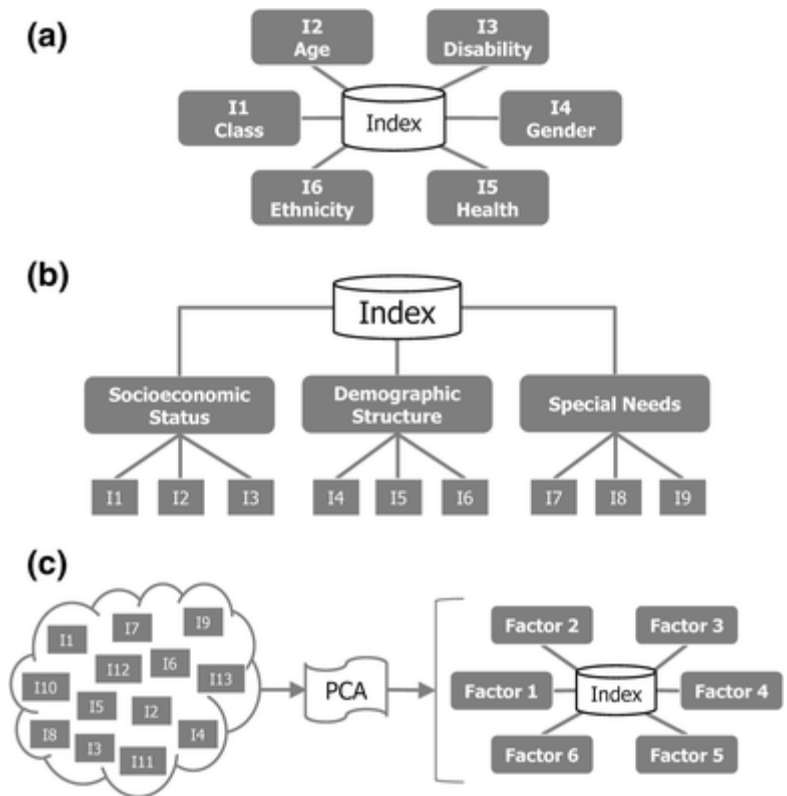 (a)
I2
Age
I3
Disability
I1
Class
Index
I4
Gender
I6
Ethnicity
I5
Health
(b)
Index
Socioeconomic
Status
Demographic
Structure
Special Needs
I1 I2 I3 I4 I5 I6 I7 I8 I9
(c)
I1
I7
I9
I12
I6
I10
I13
I5
I2
I8
I3
I11
I4
PCA
Factor 2
Factor 3
Factor 1
Index
Factor 4
Factor 6
Factor 5